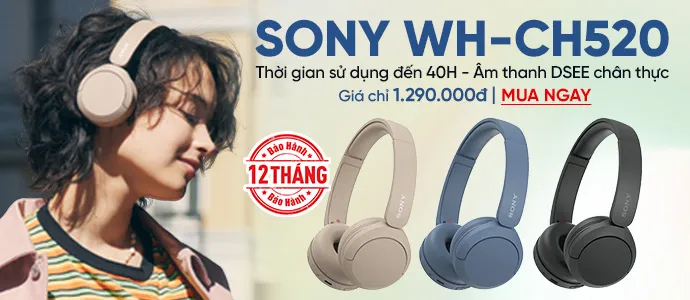 SONY WH-CH520
Thời gian sử dụng đến 40H - Âm thanh DSEE chân thực
Giá chỉ 1.290.000đ | MUA NGAY
Bảo Hành
12 THÁNG
Bảo Hành
SONY
SONY
SONY